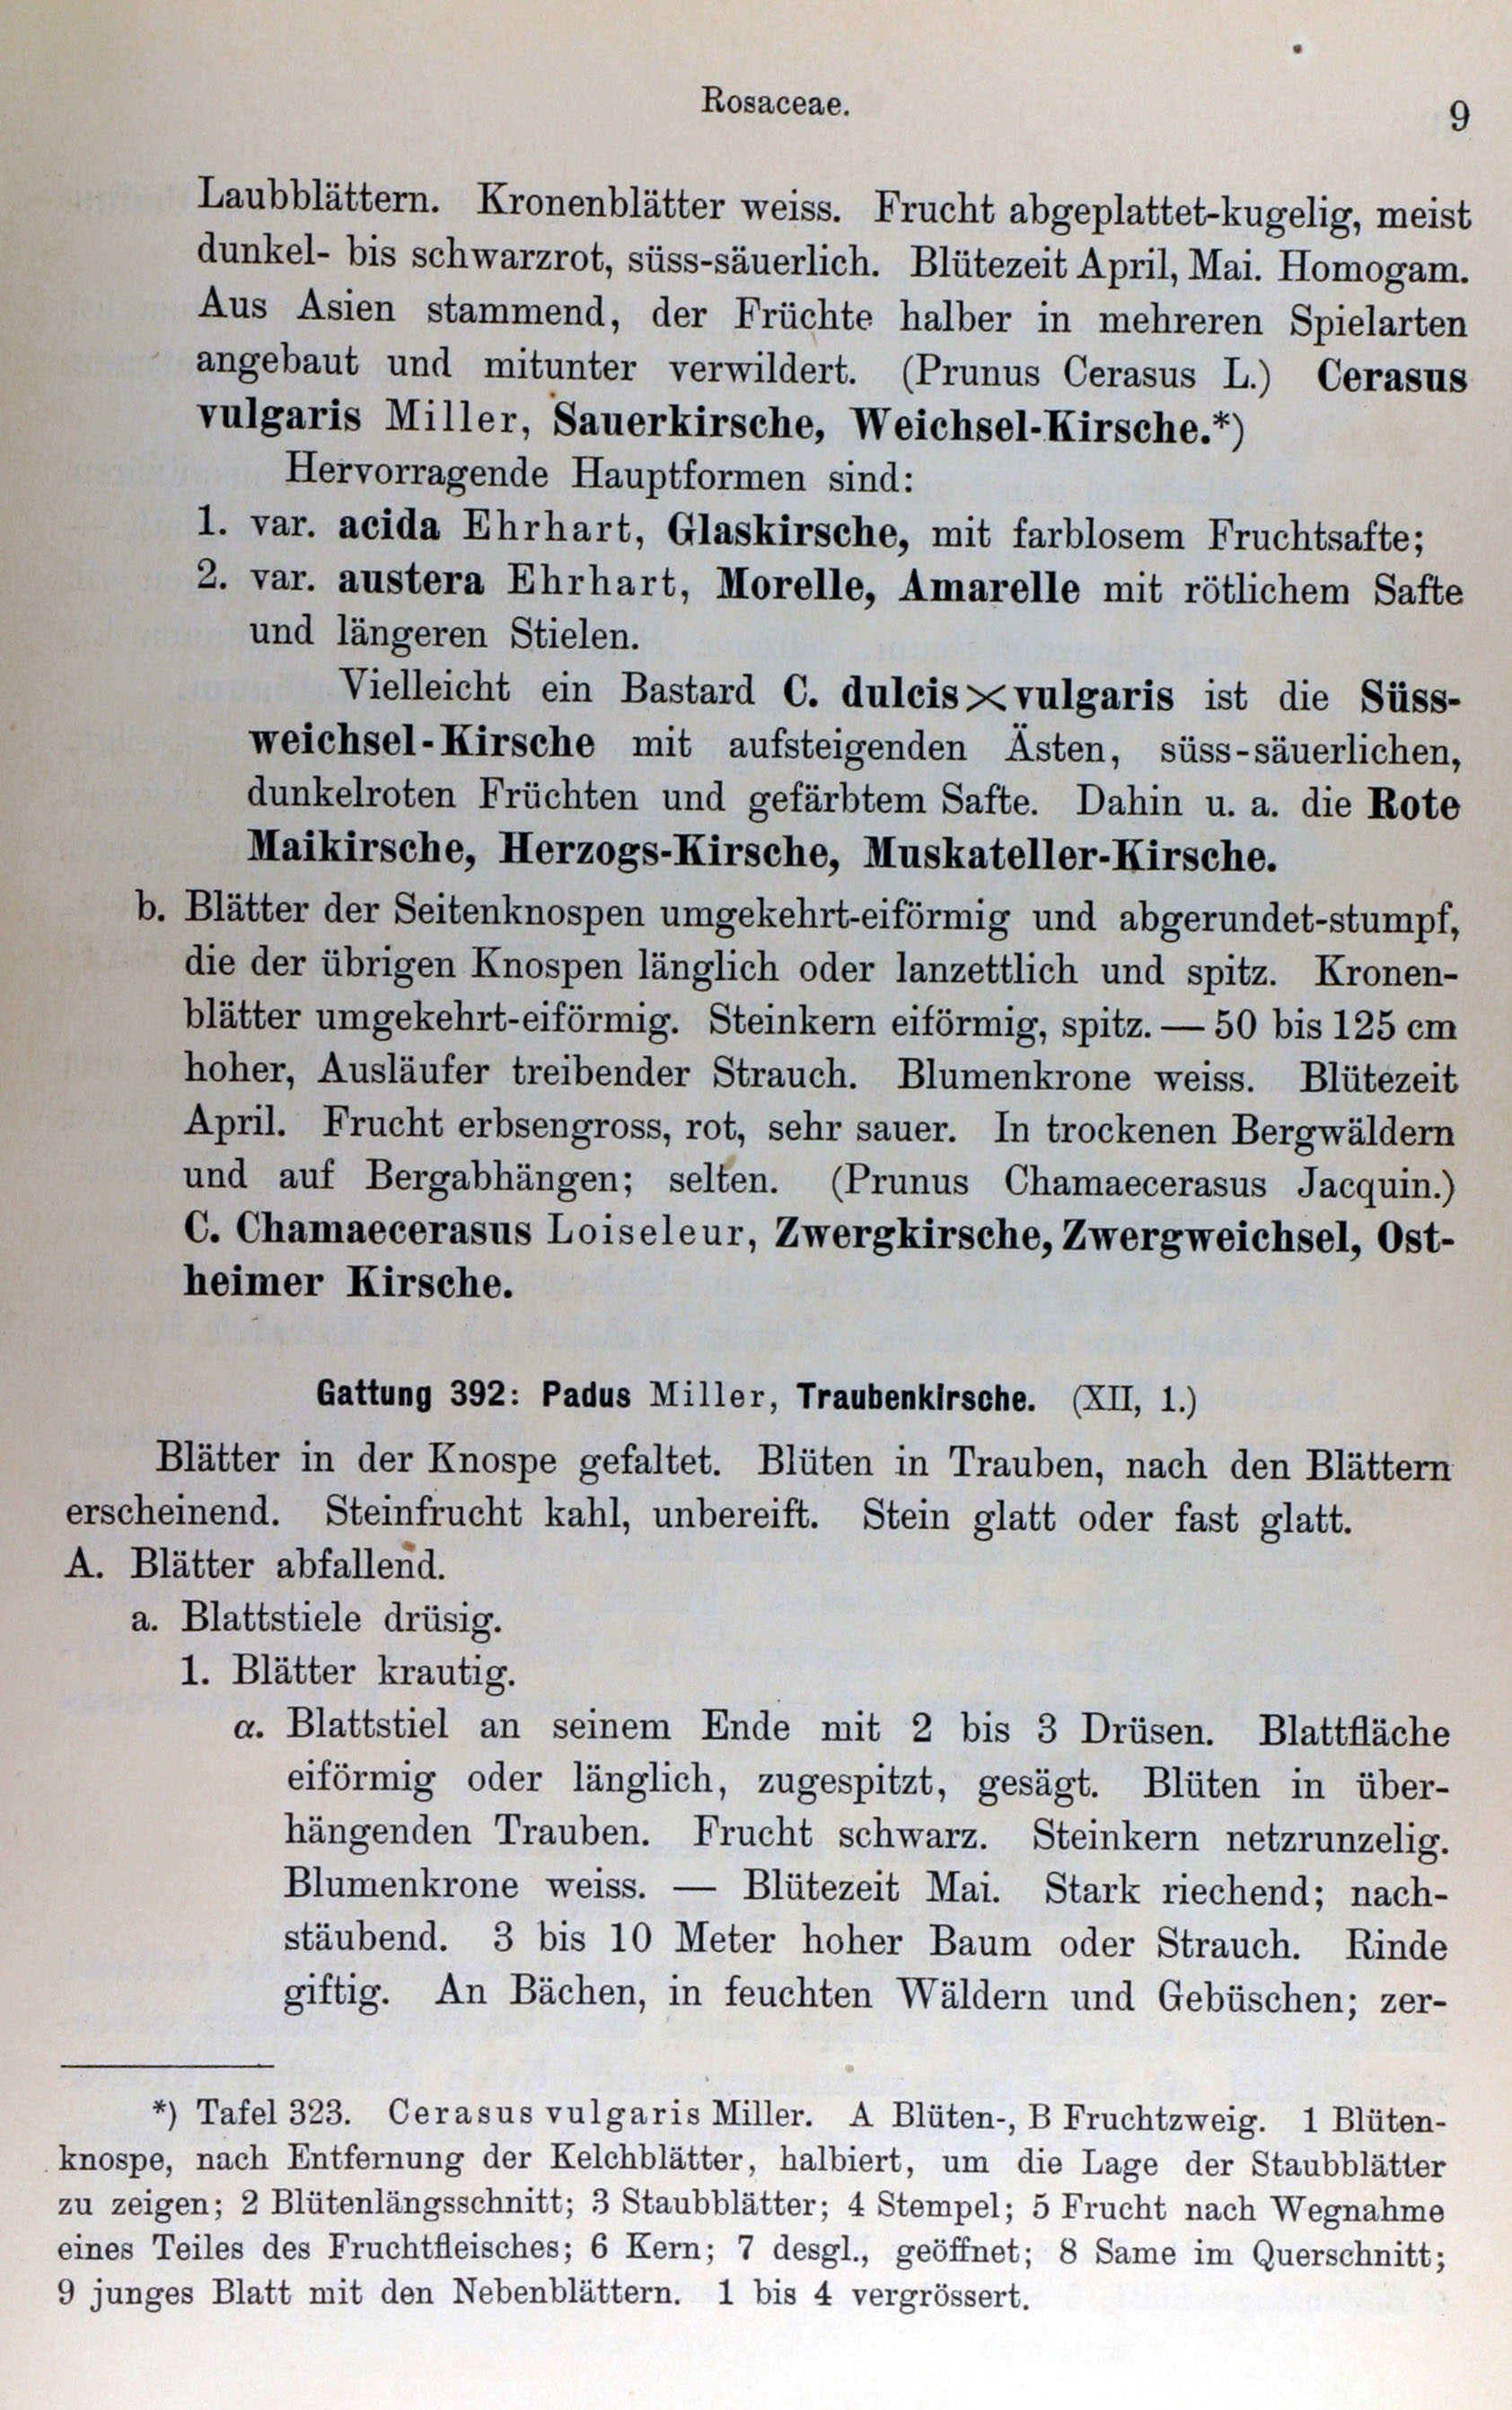 Rosaceae.
9
Laubblättern. Kronenblätter weiss. Frucht abgeplattet-kugelig, meist
dunkel- bis schwarzrot, süss-säuerlich. Blütezeit April, Mai. Homogam.
Aus Asien stammend, der Früchte halber in mehreren Spielarten
angebaut und mitunter verwildert. (Prunus Cerasus L.) Cerasus
vulgaris Miller, Sauerkirsche, Weichsel-Kirsche.*)
Hervorragende Hauptformen sind:
1. var. acida Ehrhart, Glaskirsche, mit farblosem Fruchtsafte;
2. var. austera Ehrhart, Morelle, Amarelle mit rötlichem Safte
und längeren Stielen.
Vielleicht ein Bastard C. dulcis×vulgaris ist die Süss-
weichsel-Kirsche mit aufsteigenden Ästen, süss-säuerlichen,
dunkelroten Früchten und gefärbtem Safte. Dahin u. a. die Rote
Maikirsche, Herzogs-Kirsche, Muskateller-Kirsche.
b. Blätter der Seitenknospen umgekehrt-eiförmig und abgerundet-stumpf,
die der übrigen Knospen länglich oder lanzettlich und spitz. Kronen-
blätter umgekehrt-eiförmig. Steinkern eiförmig, spitz. — 50 bis 125 cm
hoher, Ausläufer treibender Strauch. Blumenkrone weiss. Blütezeit
April. Frucht erbsengross, rot, sehr sauer. In trockenen Bergwäldern
und auf Bergabhängen; selten. (Prunus Chamaecerasus Jacquin.)
C. Chamaecerasus Loiseleur, Zwergkirsche, Zwergweichsel, Ost-
heimer Kirsche.
Gattung 392: Padus Miller, Traubenkirsche. (XII, 1.)
Blätter in der Knospe gefaltet. Blüten in Trauben, nach den Blättern
erscheinend. Steinfrucht kahl, unbereift. Stein glatt oder fast glatt.
A. Blätter abfallend.
a. Blattstiele drüsig.
1. Blätter krautig.
α. Blattstiel an seinem Ende mit 2 bis 3 Drüsen. Blattfläche
eiförmig oder länglich, zugespitzt, gesägt. Blüten in über-
hängenden Trauben. Frucht schwarz. Steinkern netzrunzelig.
Blumenkrone weiss. — Blütezeit Mai. Stark riechend; nach-
stäubend. 3 bis 10 Meter hoher Baum oder Strauch. Rinde
giftig. An Bächen, in feuchten Wäldern und Gebüschen; zer-
*) Tafel 323. Cerasus vulgaris Miller. A Blüten-, B Fruchtzweig. 1 Blüten-
knospe, nach Entfernung der Kelchblätter, halbiert, um die Lage der Staubblätter
zu zeigen; 2 Blütenlängsschnitt; 3 Staubblätter; 4 Stempel; 5 Frucht nach Wegnahme
eines Teiles des Fruchtfleisches; 6 Kern; 7 desgl., geöffnet; 8 Same im Querschnitt;
9 junges Blatt mit den Nebenblättern. 1 bis 4 vergrössert.